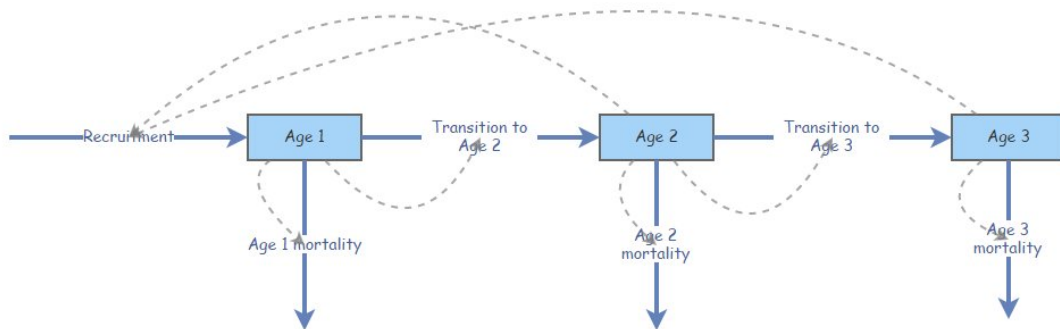 Recruitment
Age 1
Transition to
Age 2
Age 2
Transition to
Age 3
Age 3
Age 1 mortality
Age 2
mortality
Age 3
mortality